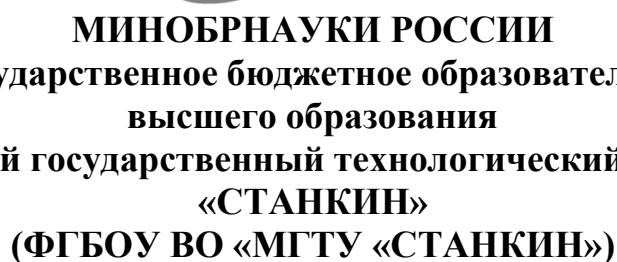 МИНОБРНАУКИ РОССИИ
ударственное бюджетное образовател
высшего образования
й государственный технологический
«СТАНКИН»
(ФГБОУ ВО «МГТУ «СТАНКИН»)